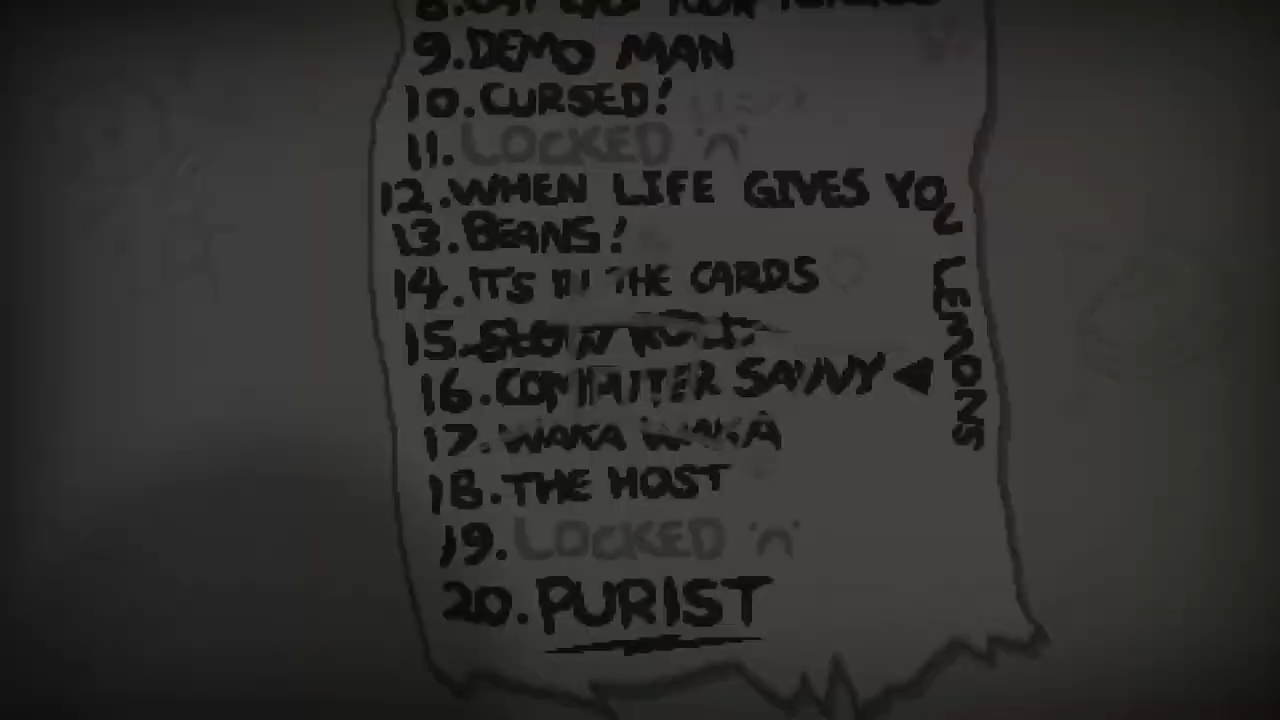 9. DEMO MAN
10. CURSED!
11. LOCKED
12. WHEN LIFE GIVES YOU LEMONS
13. BEANS!
14. IT'S IN THE CARDS
15.
16. COMPUTER SAVVY
17. WAKA WAKA
18. THE HOST
19. LOCKED
20. PURIST